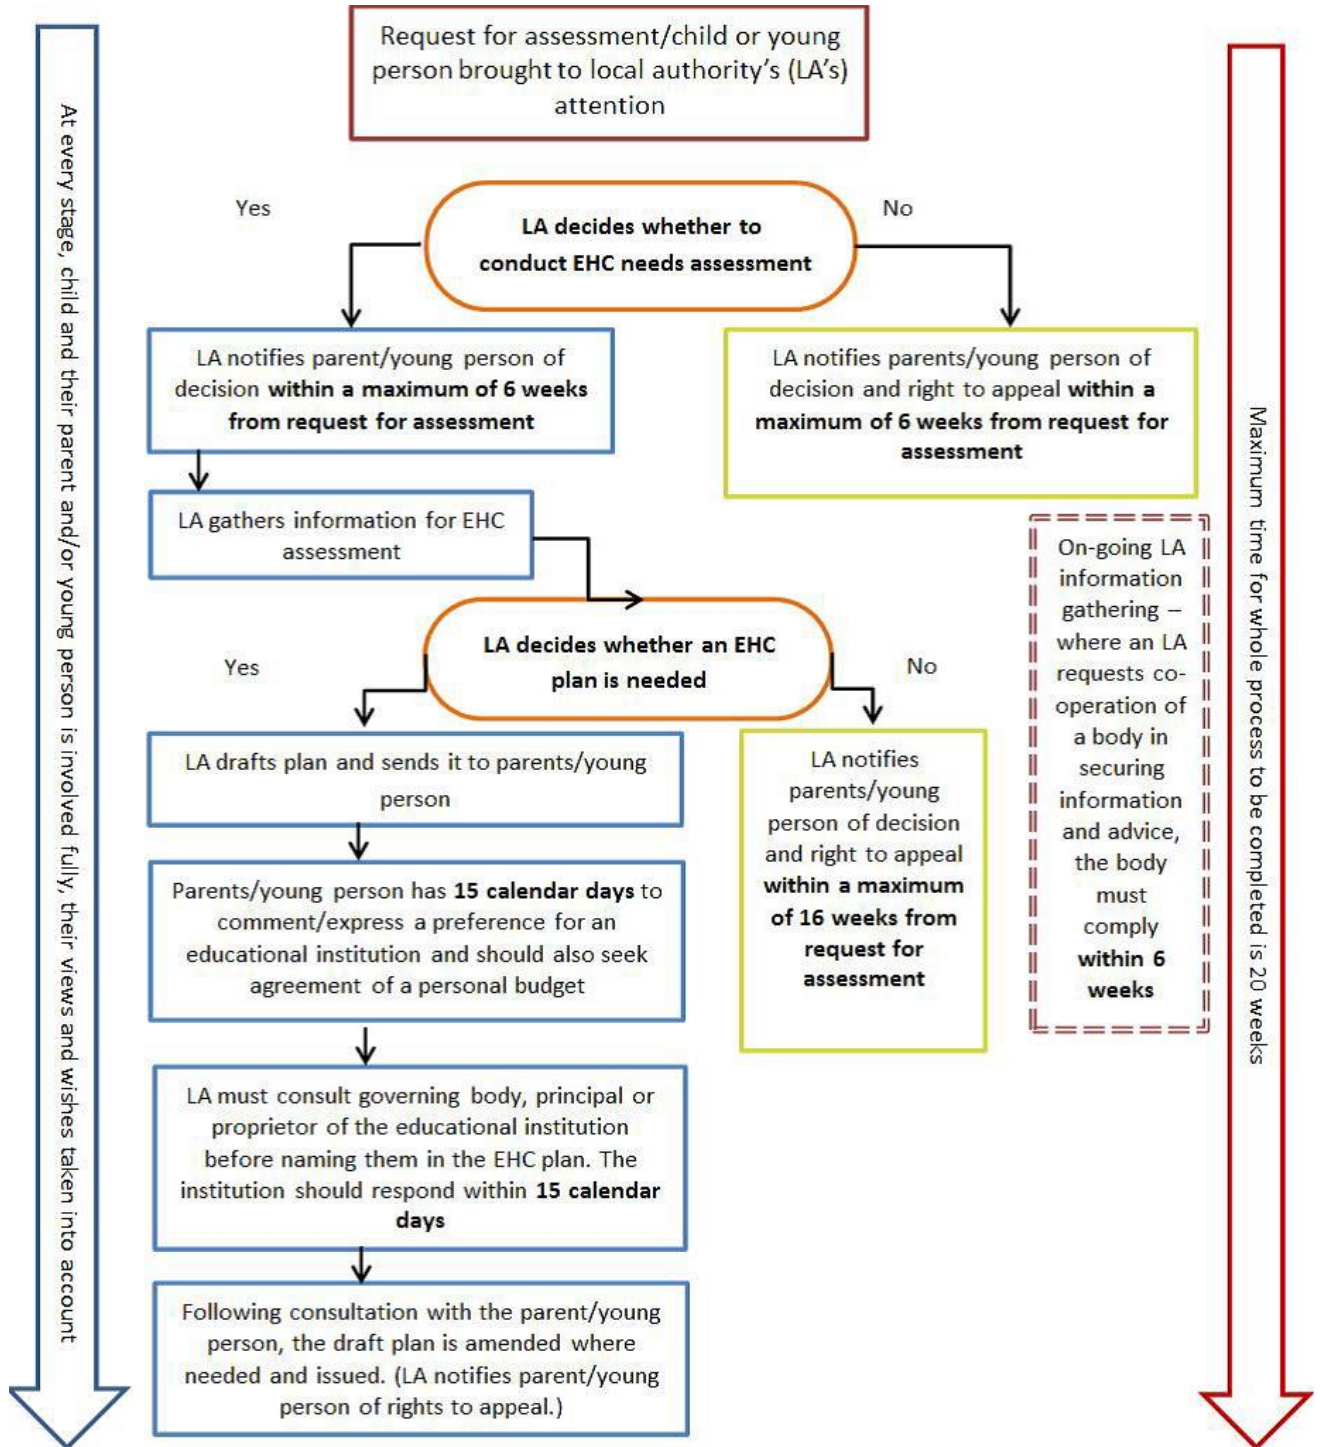 Request for assessment/child or young
person brought to local authority's (LA's)
attention
At every stage, child and their parent and/or young person is involved fully, their views and wishes taken into account
Maximum time for whole process to be completed is 20 weeks
Yes
No
LA decides whether to
conduct EHC needs assessment
LA notifies parent/young person of
decision within a maximum of 6 weeks
from request for assessment
LA notifies parents/young person of
decision and right to appeal within a
maximum of 6 weeks from request for
assessment
LA gathers information for EHC
assessment
On-going LA
information
gathering –
where an LA
requests co-
operation of
a body in
securing
information
and advice,
the body
must
comply
within 6
weeks
LA decides whether an EHC
plan is needed
Yes
No
LA drafts plan and sends it to parents/young
person
LA notifies
parents/young
person of decision
and right to appeal
within a maximum
of 16 weeks from
request for
assessment
Parents/young person has 15 calendar days to
comment/express a preference for an
educational institution and should also seek
agreement of a personal budget
LA must consult governing body, principal or
proprietor of the educational institution
before naming them in the EHC plan. The
institution should respond within 15 calendar
days
Following consultation with the parent/young
person, the draft plan is amended where
needed and issued. (LA notifies parent/young
person of rights to appeal.)